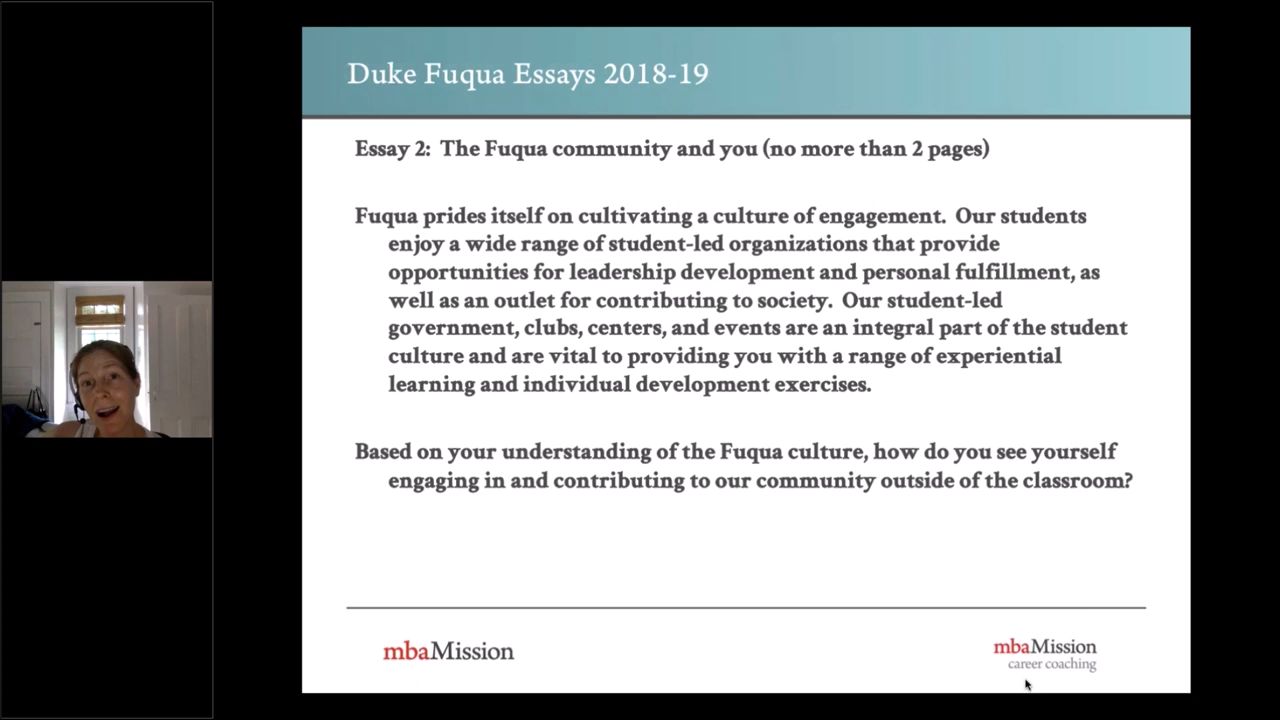 Duke Fuqua Essays 2018-19
Essay 2:  The Fuqua community and you (no more than 2 pages)
Fuqua prides itself on cultivating a culture of engagement.  Our students
enjoy a wide range of student-led organizations that provide
opportunities for leadership development and personal fulfillment, as
well as an outlet for contributing to society.  Our student-led
government, clubs, centers, and events are an integral part of the student
culture and are vital to providing you with a range of experiential
learning and individual development exercises.
Based on your understanding of the Fuqua culture, how do you see yourself
engaging in and contributing to our community outside of the classroom?
mbaMission
mbaMission
career coaching